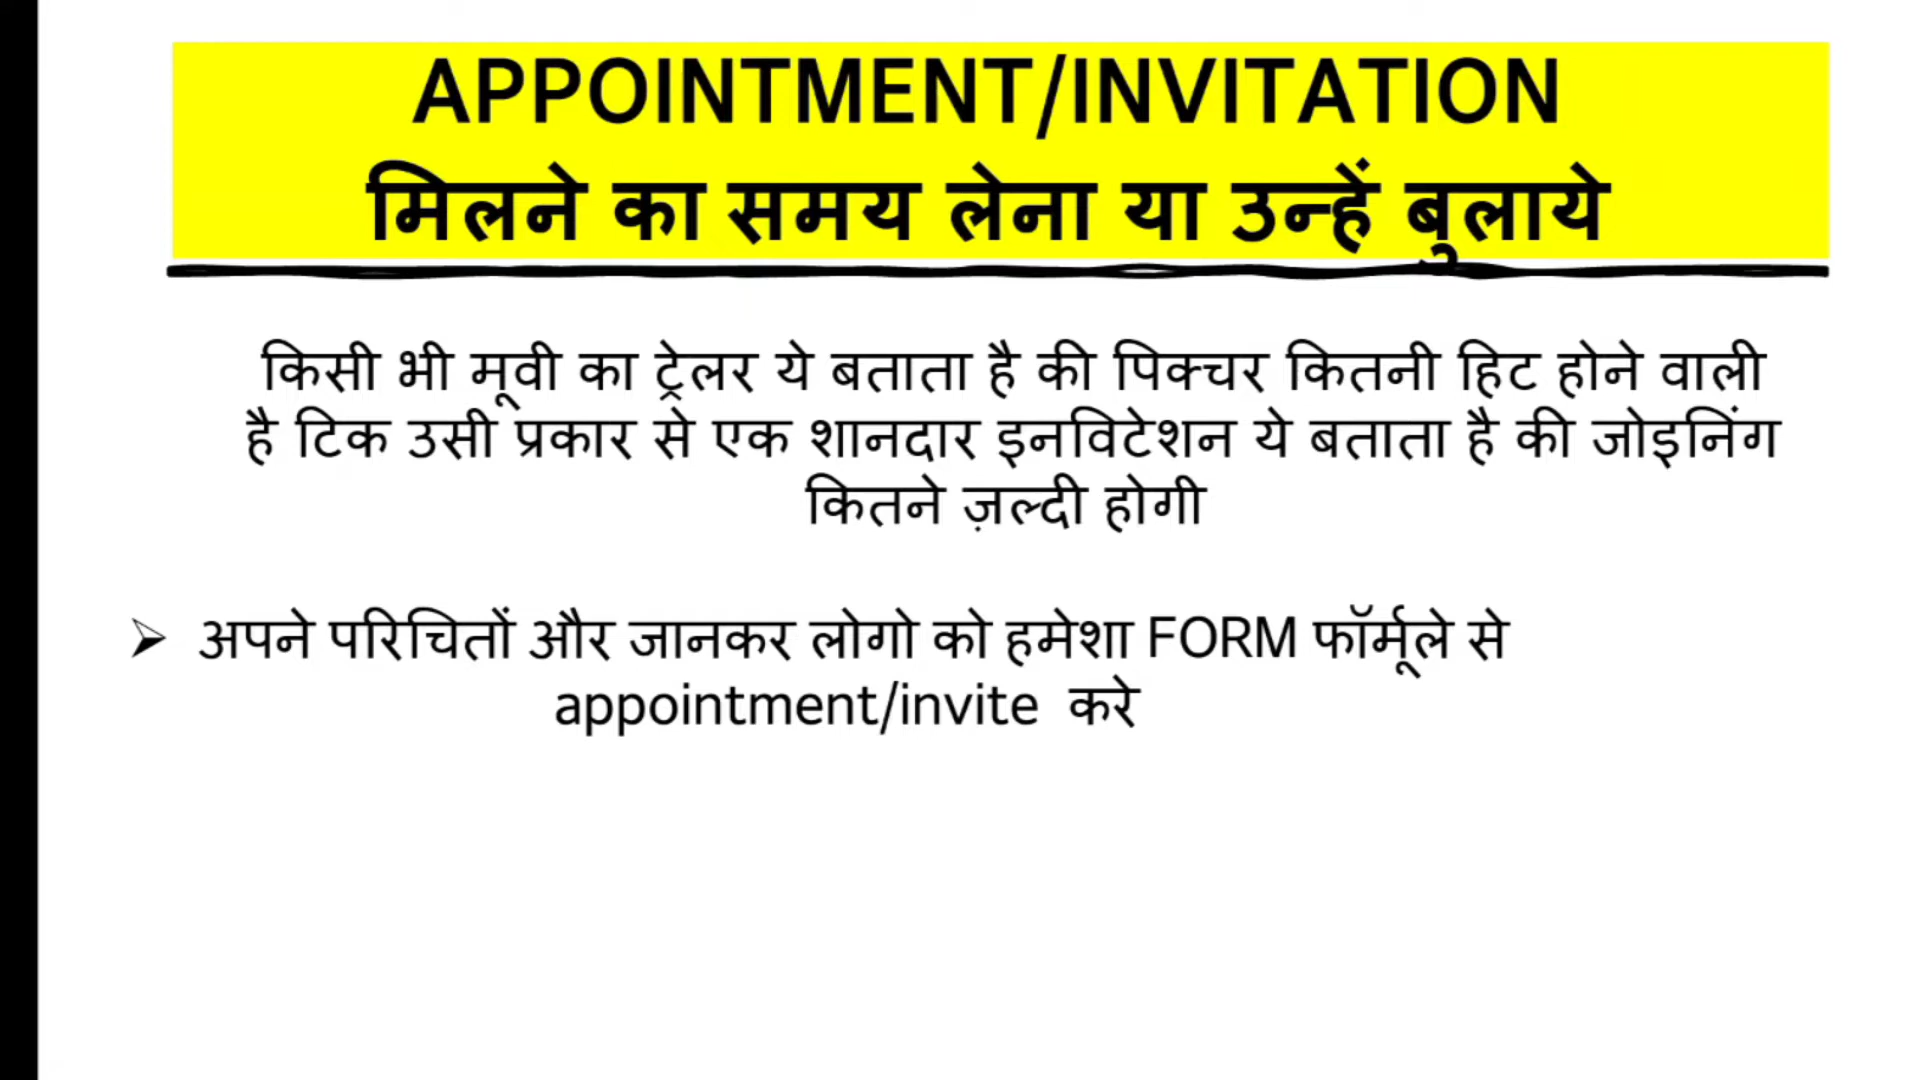 APPOINTMENT/INVITATION
मिलने का समय लेना या उन्हें बुलाये
किसी भी मूवी का ट्रेलर ये बताता है की पिक्चर कितनी हिट होने वाली
है टिक उसी प्रकार से एक शानदार इनविटेशन ये बताता है की जोइनिंग
कितने ज़ल्दी होगी
➢ अपने परिचितों और जानकर लोगो को हमेशा FORM फॉर्मूले से
appointment/invite करे